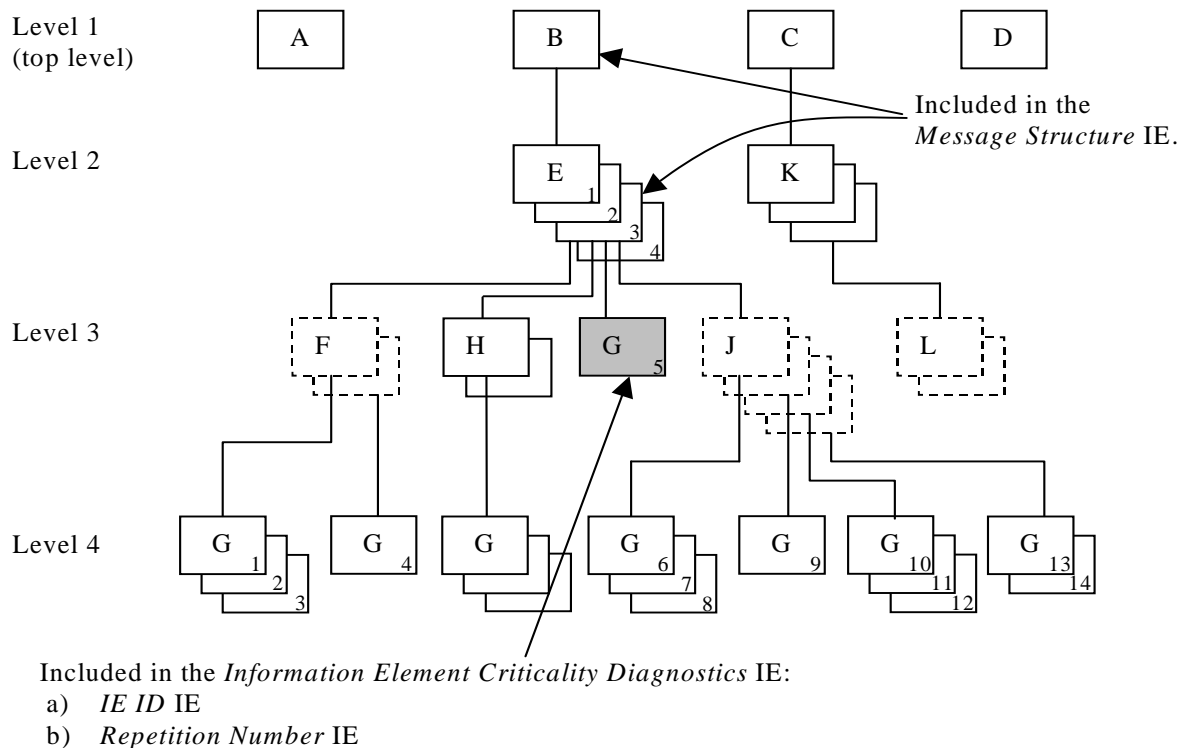 Level 1
(top level)
A
B
C
D
Included in the
Message Structure IE.
Level 2
E
1
2
3
4
K
Level 3
F
H
G
5
J
L
Level 4
G
1
2
3
G
4
G
G
6
7
8
G
9
G
10
11
12
G
13
14
Included in the Information Element Criticality Diagnostics IE:
a) IE ID IE
b) Repetition Number IE